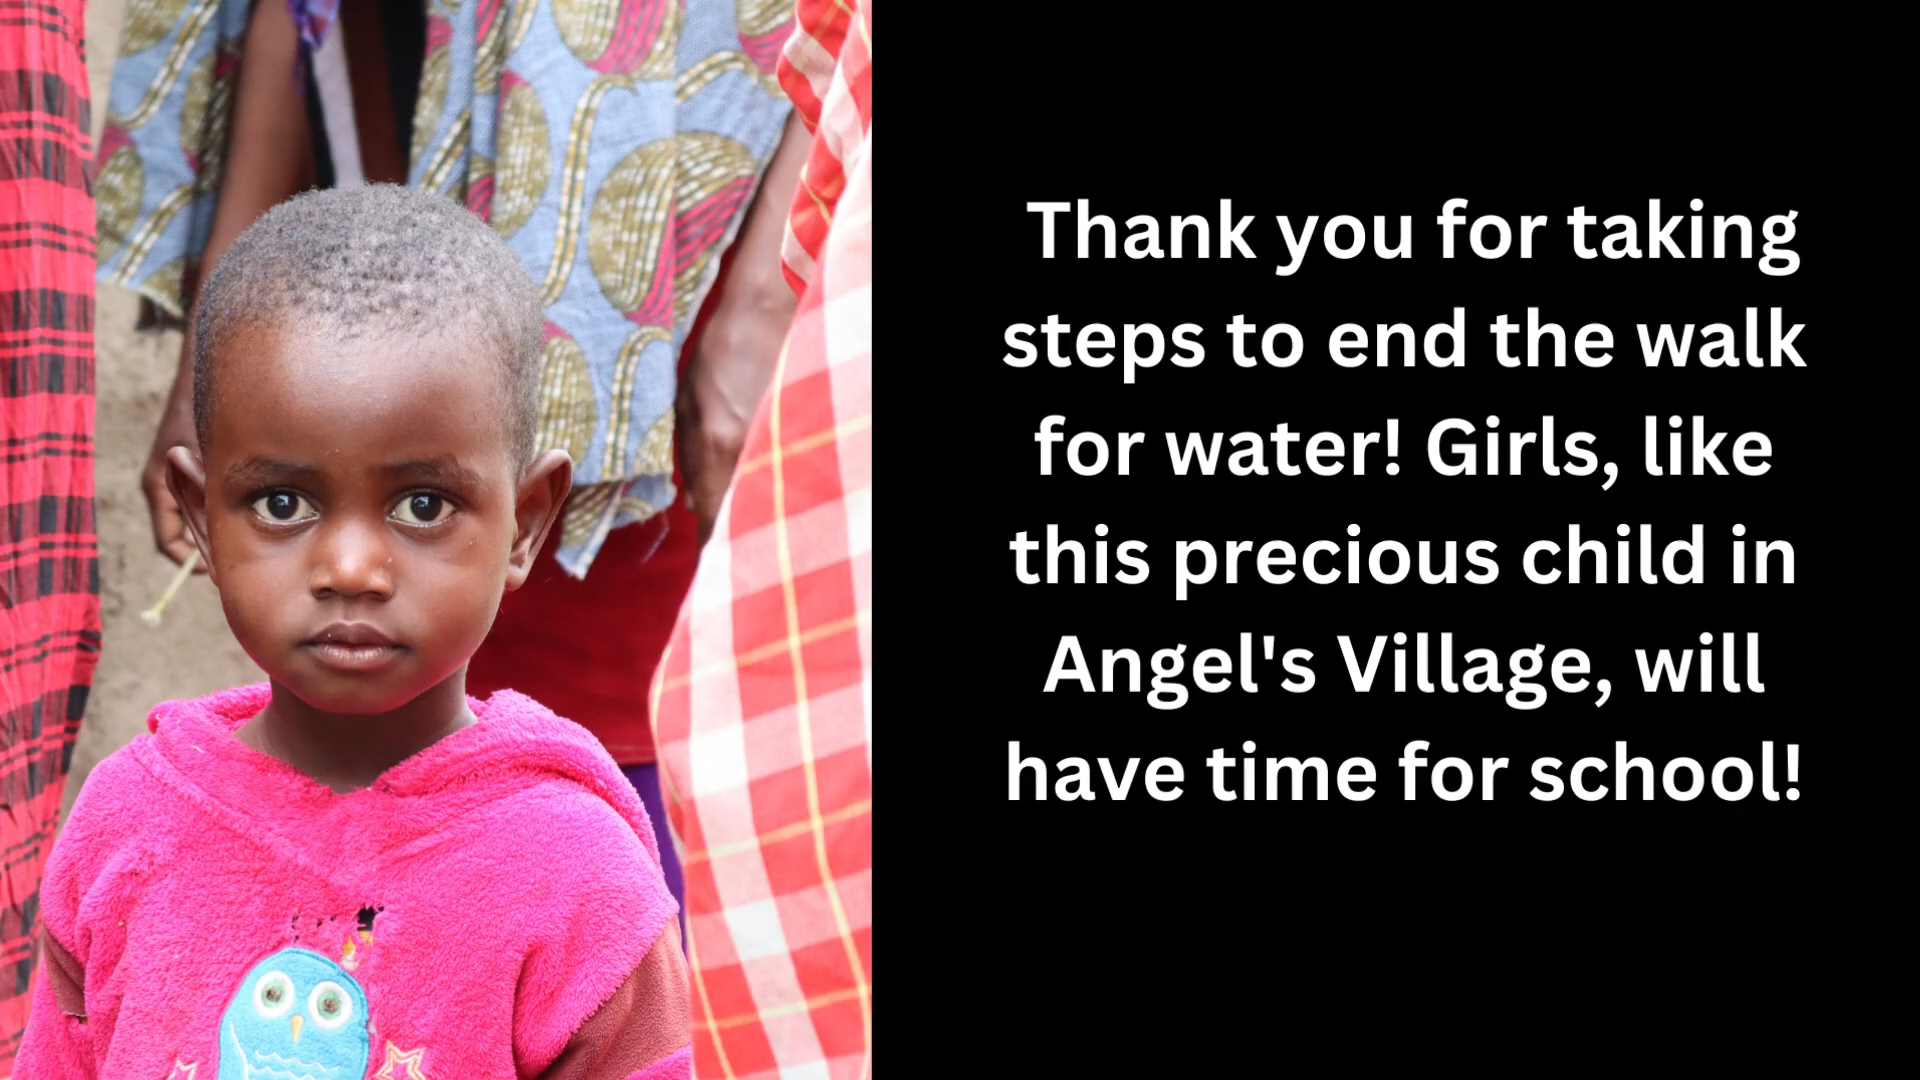 Thank you for taking
steps to end the walk
for water! Girls, like
this precious child in
Angel's Village, will
have time for school!